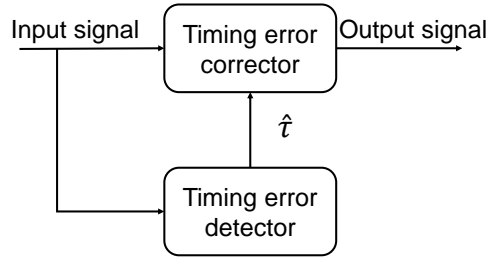 Input signal
Timing error
corrector
Output signal
τ̂
Timing error
detector